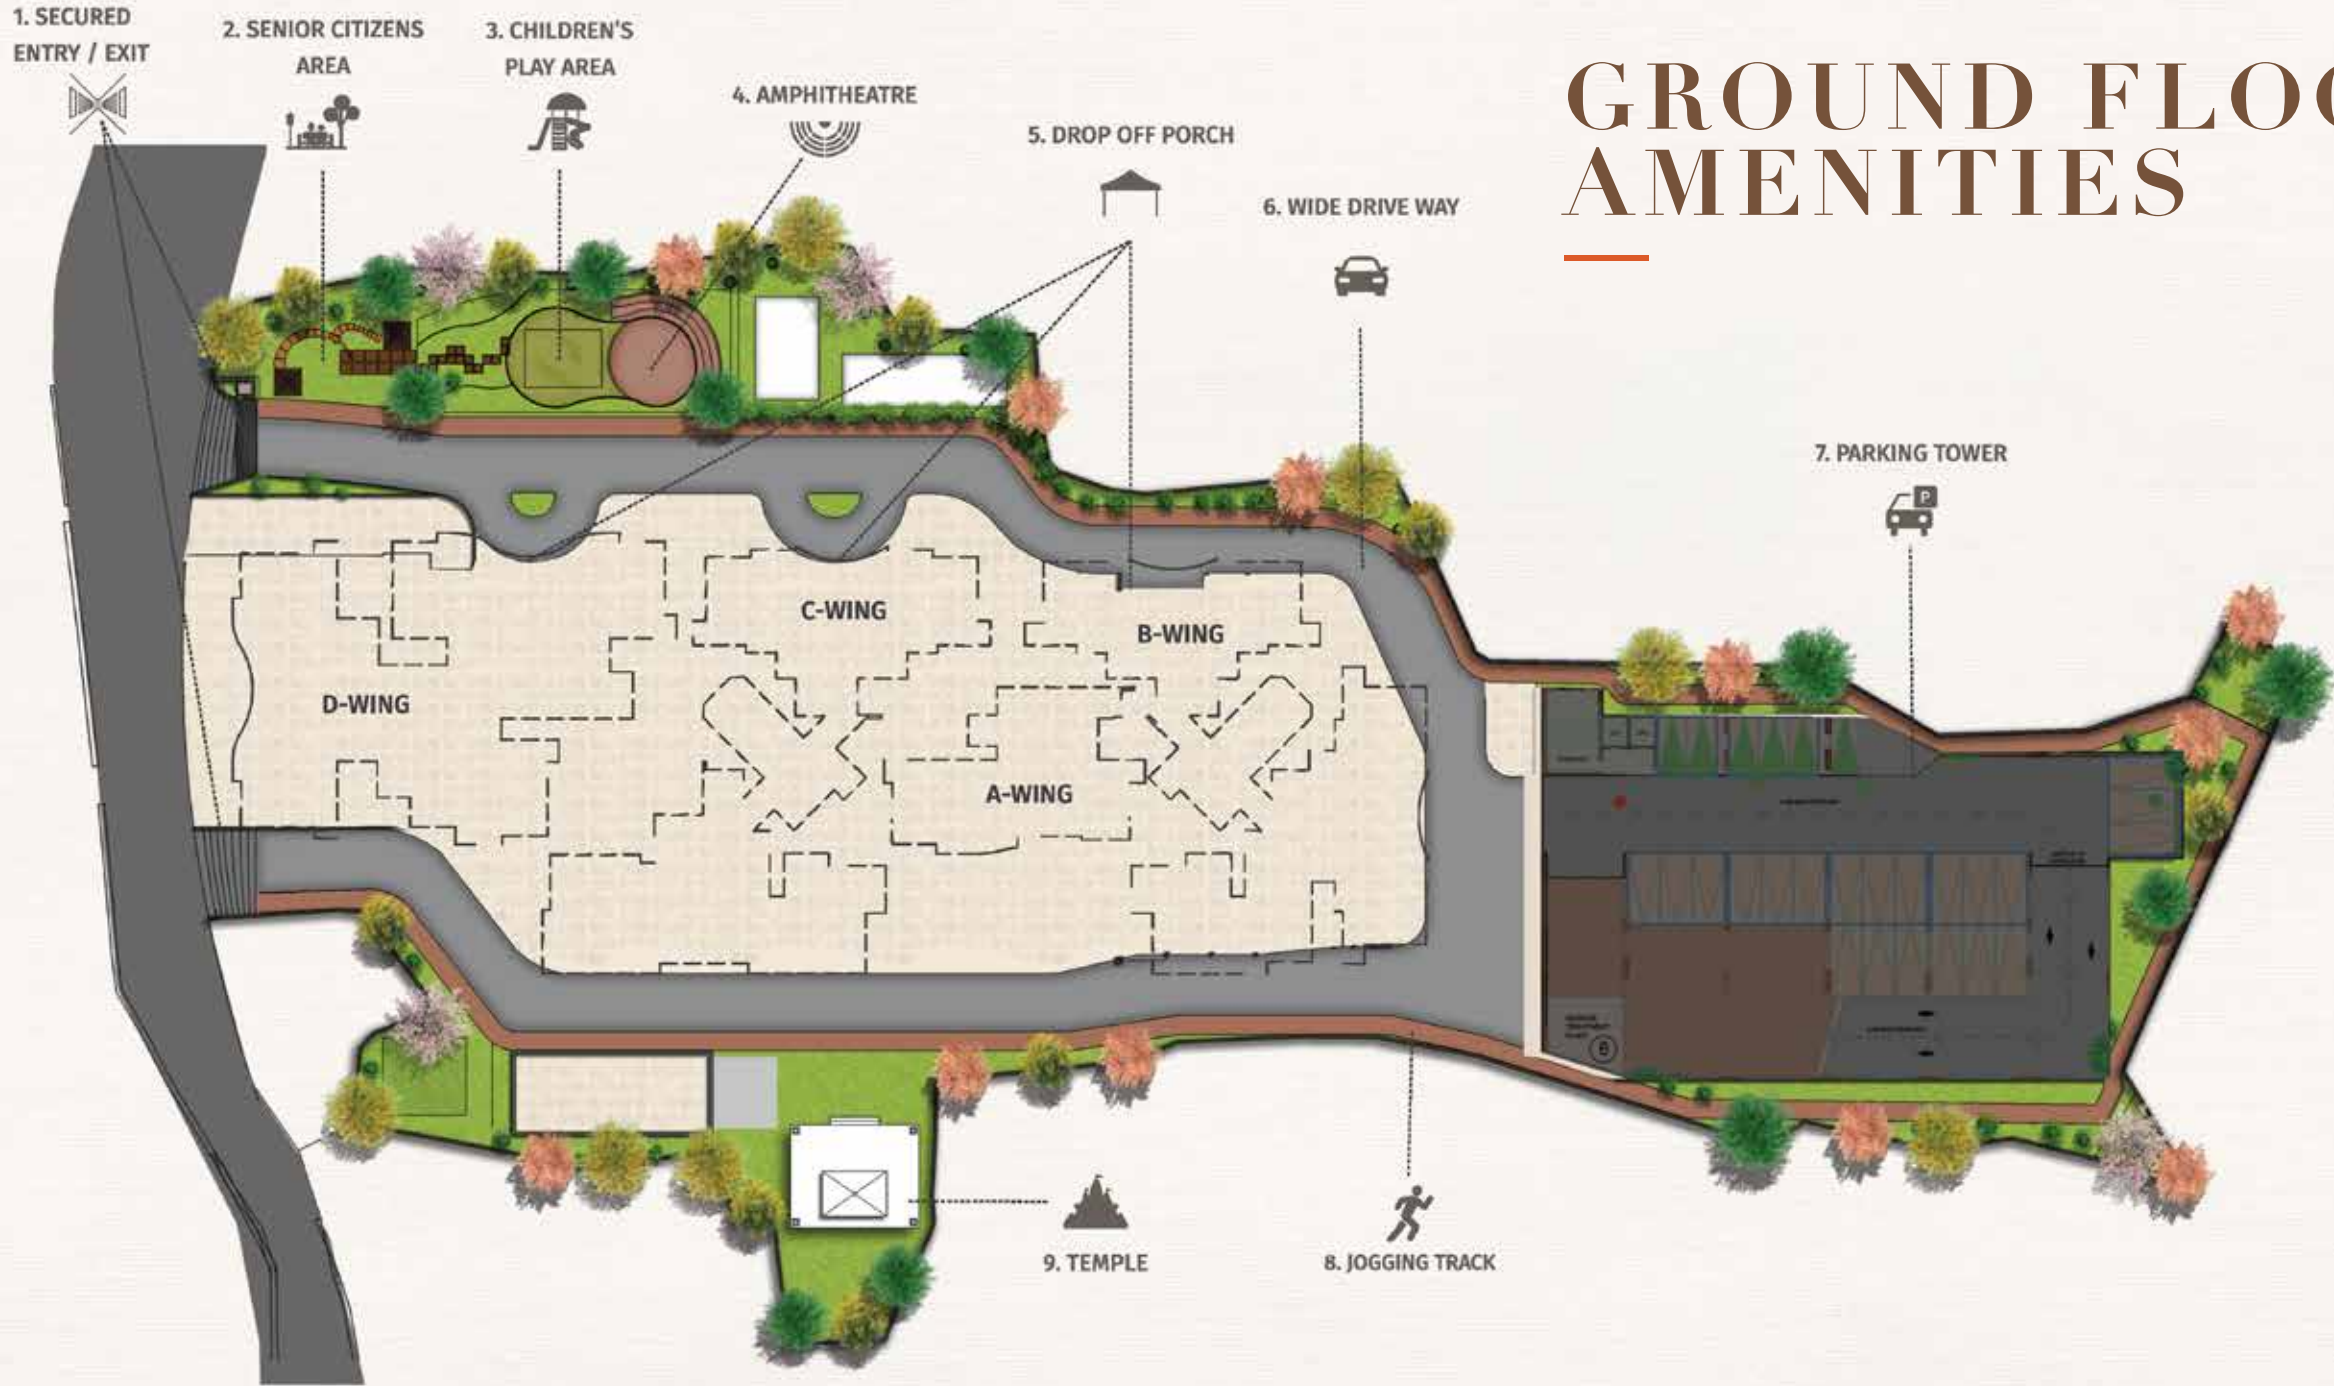 1. SECURED
ENTRY / EXIT
2. SENIOR CITIZENS
AREA
3. CHILDREN'S
PLAY AREA
4. AMPHITHEATRE
5. DROP OFF PORCH
6. WIDE DRIVE WAY
GROUND FLOO
AMENITIES
7. PARKING TOWER
P
C-WING
B-WING
D-WING
A-WING
6
9. TEMPLE
8. JOGGING TRACK